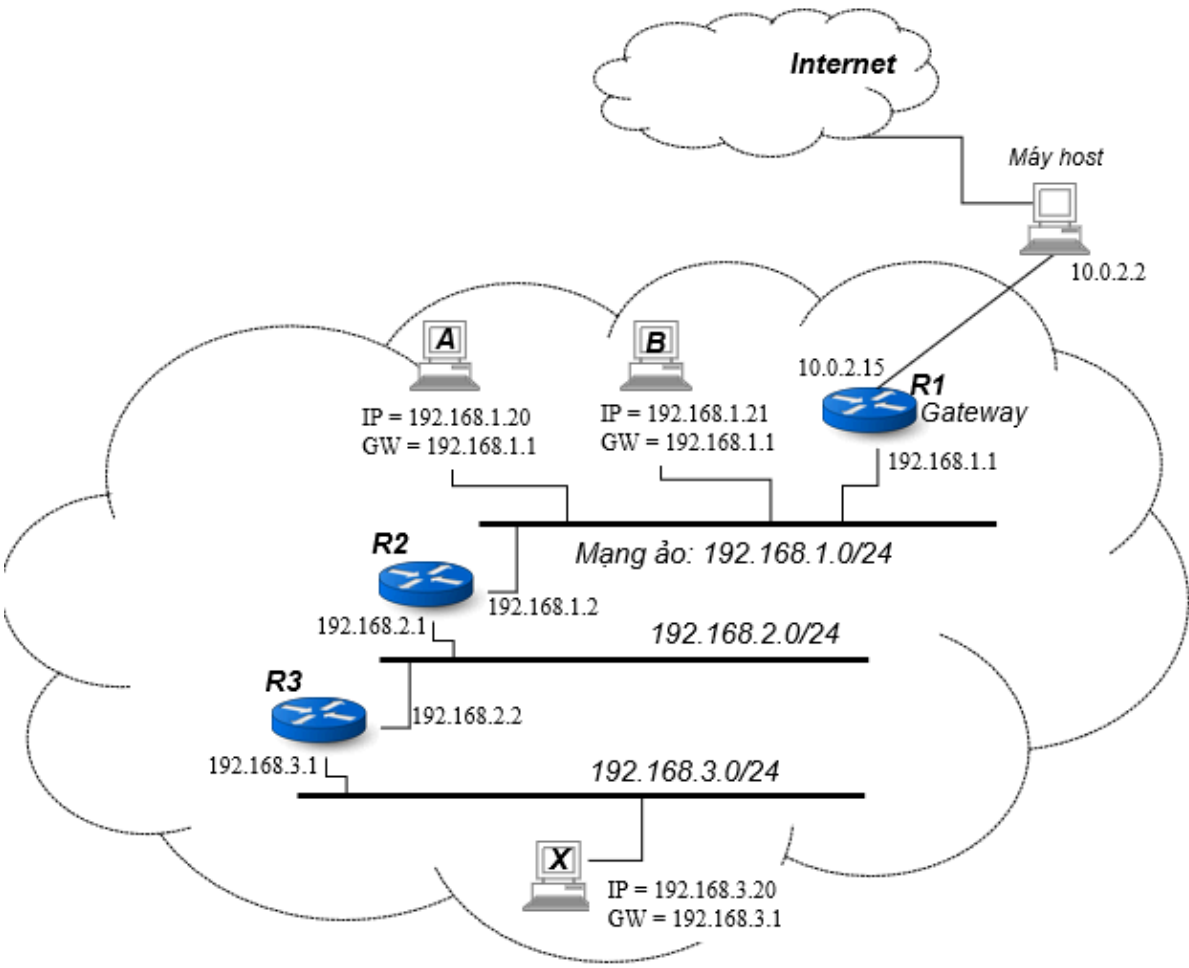 Internet
Máy host
10.0.2.2
A
B
10.0.2.15
R1
Gateway
IP = 192.168.1.20
GW = 192.168.1.1
IP = 192.168.1.21
GW = 192.168.1.1
192.168.1.1
R2
Mạng ảo: 192.168.1.0/24
192.168.1.2
192.168.2.1
192.168.2.0/24
R3
192.168.2.2
192.168.3.1
192.168.3.0/24
X
IP = 192.168.3.20
GW = 192.168.3.1